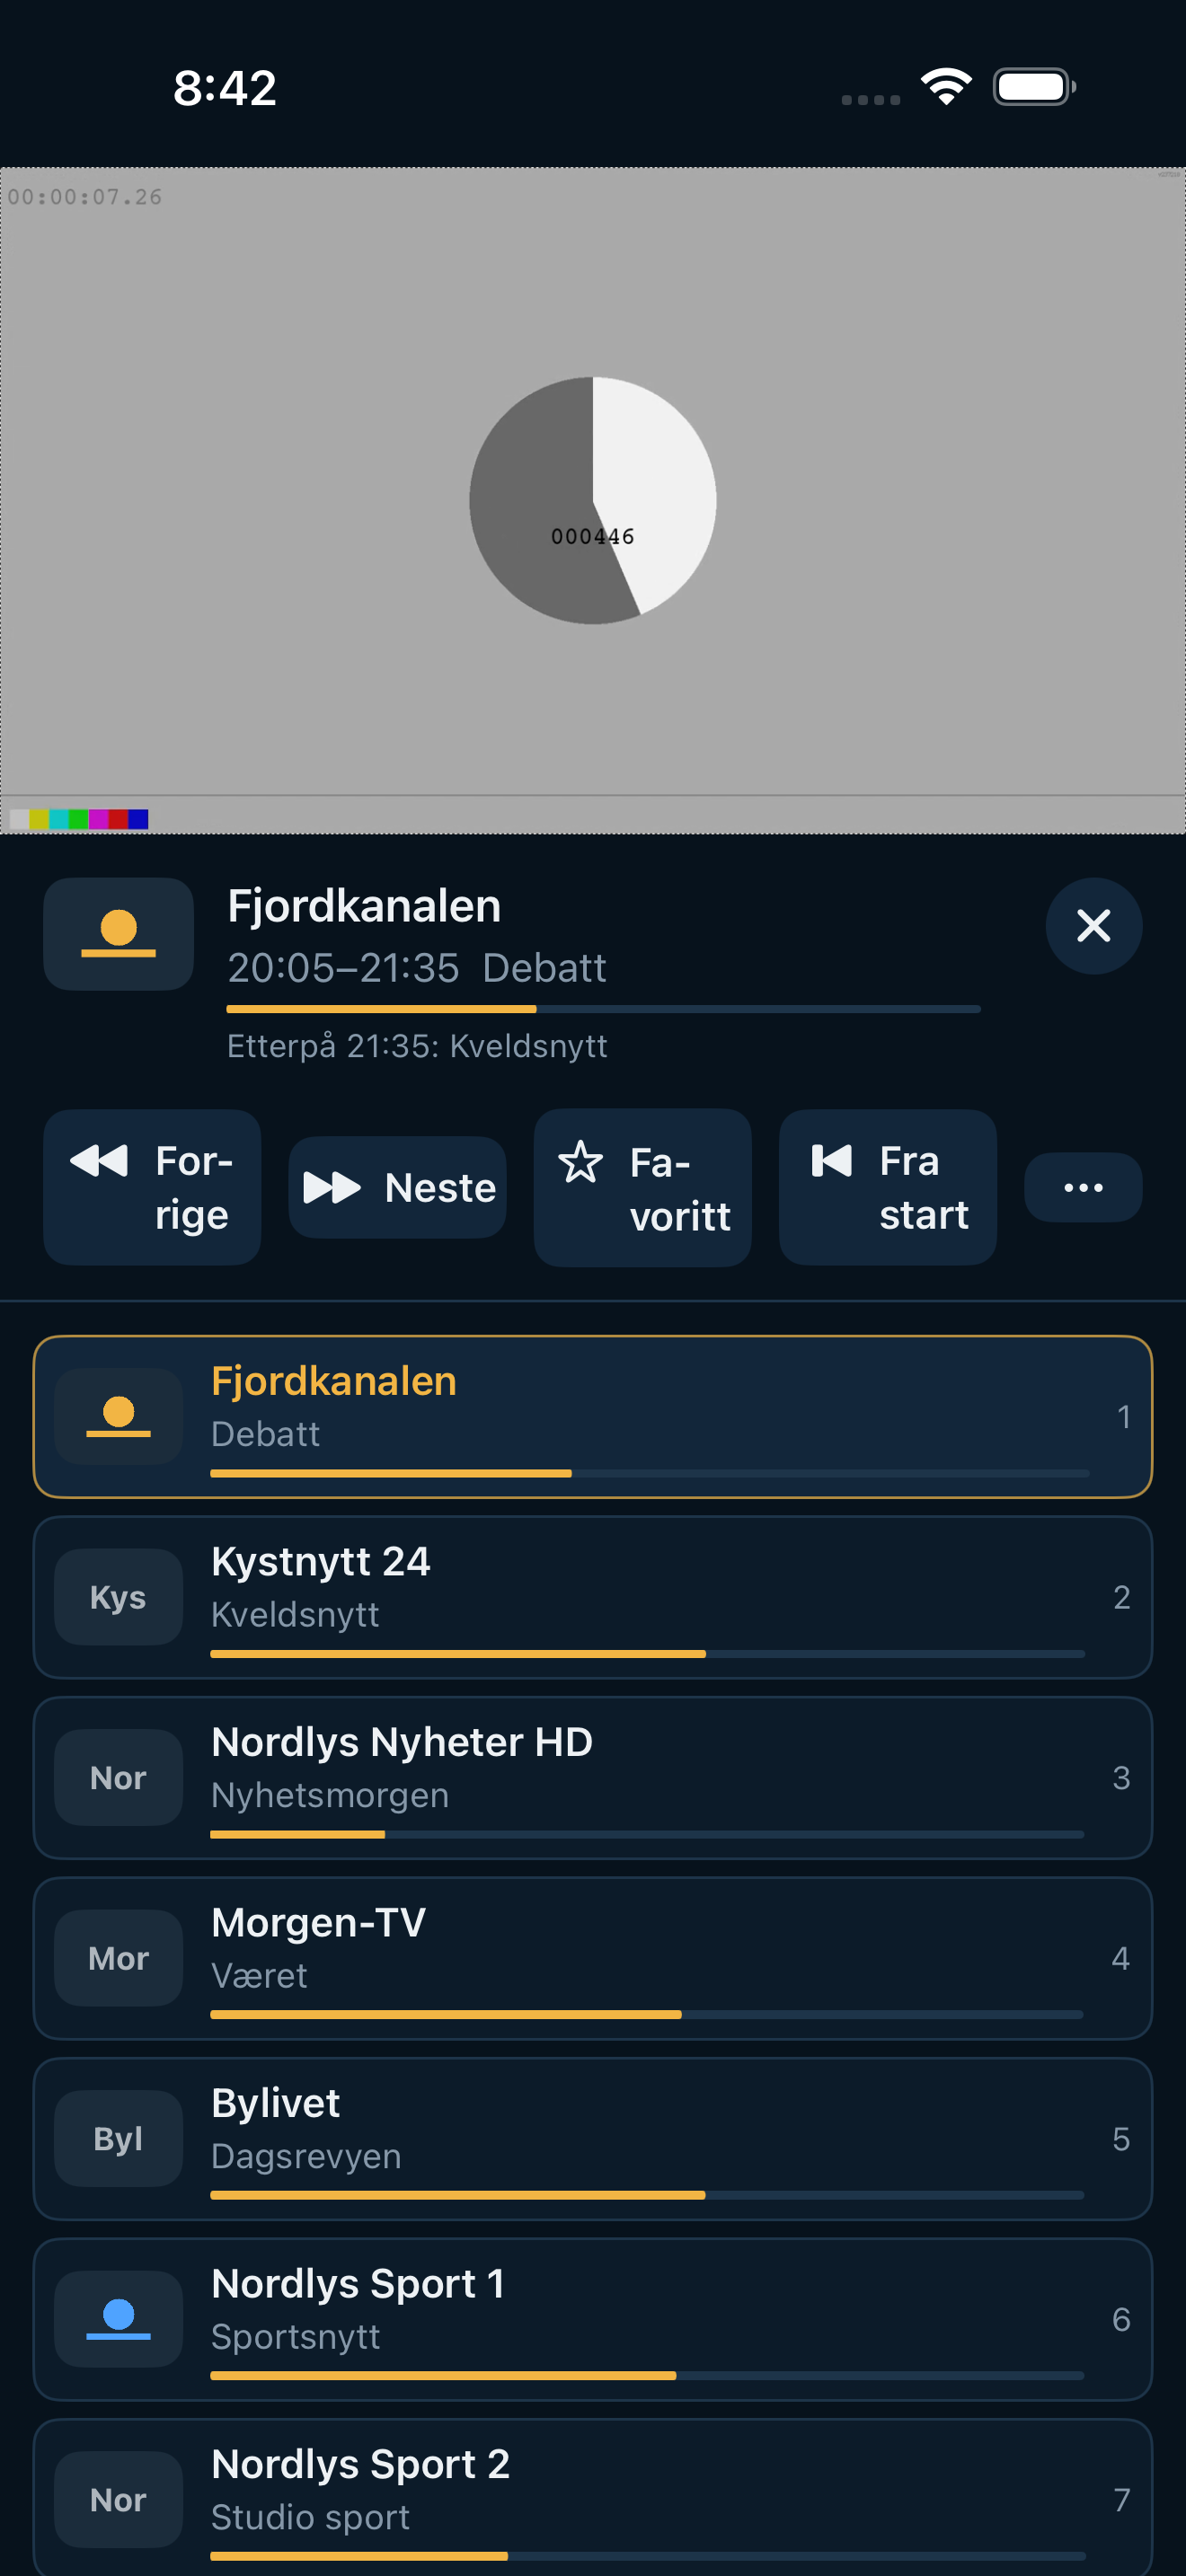 8:42
00:00:07.26
000446
Fjordkanalen
20:05–21:35 Debatt
Etterpå 21:35: Kveldsnytt
For-
rige
Neste
Fa-
voritt
Fra
start
Fjordkanalen
Debatt
1
Kys
Kystnytt 24
Kveldsnytt
2
Nor
Nordlys Nyheter HD
Nyhetsmorgen
3
Mor
Morgen-TV
Været
4
Byl
Bylivet
Dagsrevyen
5
Nordlys Sport 1
Sportsnytt
6
Nor
Nordlys Sport 2
Studio sport
7